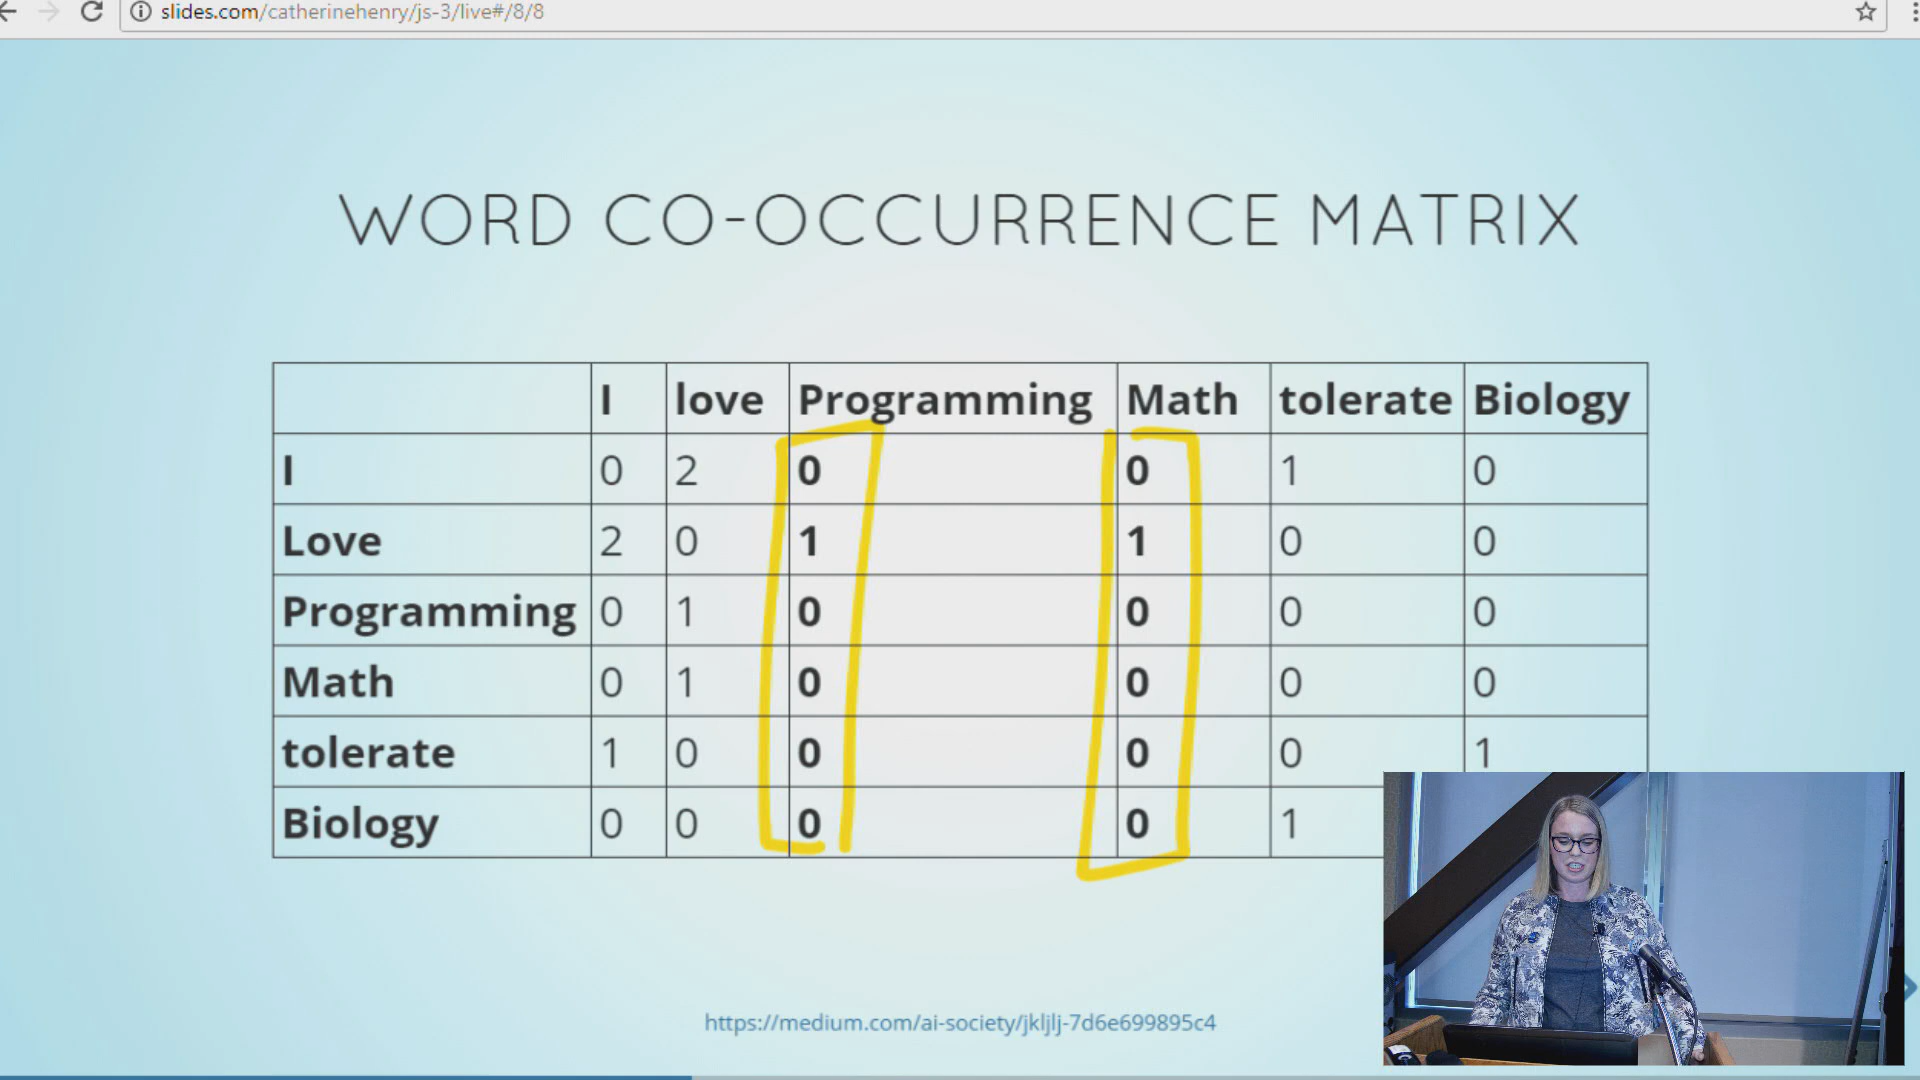 slides.com/catherinehenry/js-3/live#/8/8
WORD CO-OCCURRENCE MATRIX
I love Programming Math tolerate Biology
I 0 2 0 0 1 0
Love 2 0 1 1 0 0
Programming 0 1 0 0 0 0
Math 0 1 0 0 0 0
tolerate 1 0 0 0 0 1
Biology 0 0 0 0 1
https://medium.com/ai-society/jkljlj-7d6e699895c4